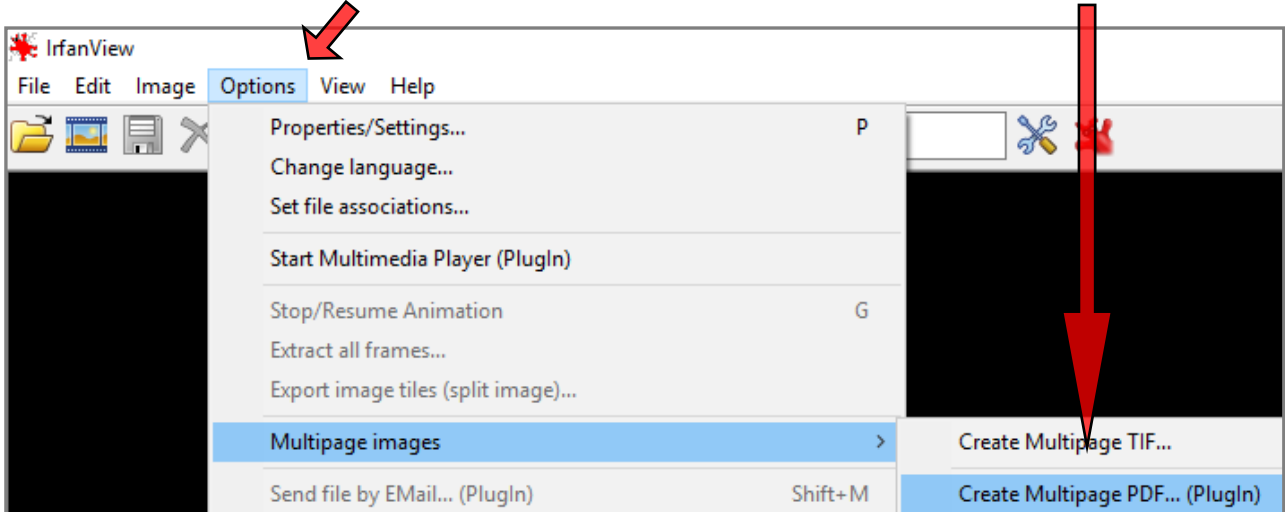 IrfanView
File Edit Image Options View Help
Properties/Settings... P
Change language...
Set file associations...
Start Multimedia Player (PlugIn)
Stop/Resume Animation G
Extract all frames...
Export image tiles (split image)...
Multipage images >
Create Multipage TIF...
Send file by EMail... (PlugIn) Shift+M
Create Multipage PDF... (PlugIn)